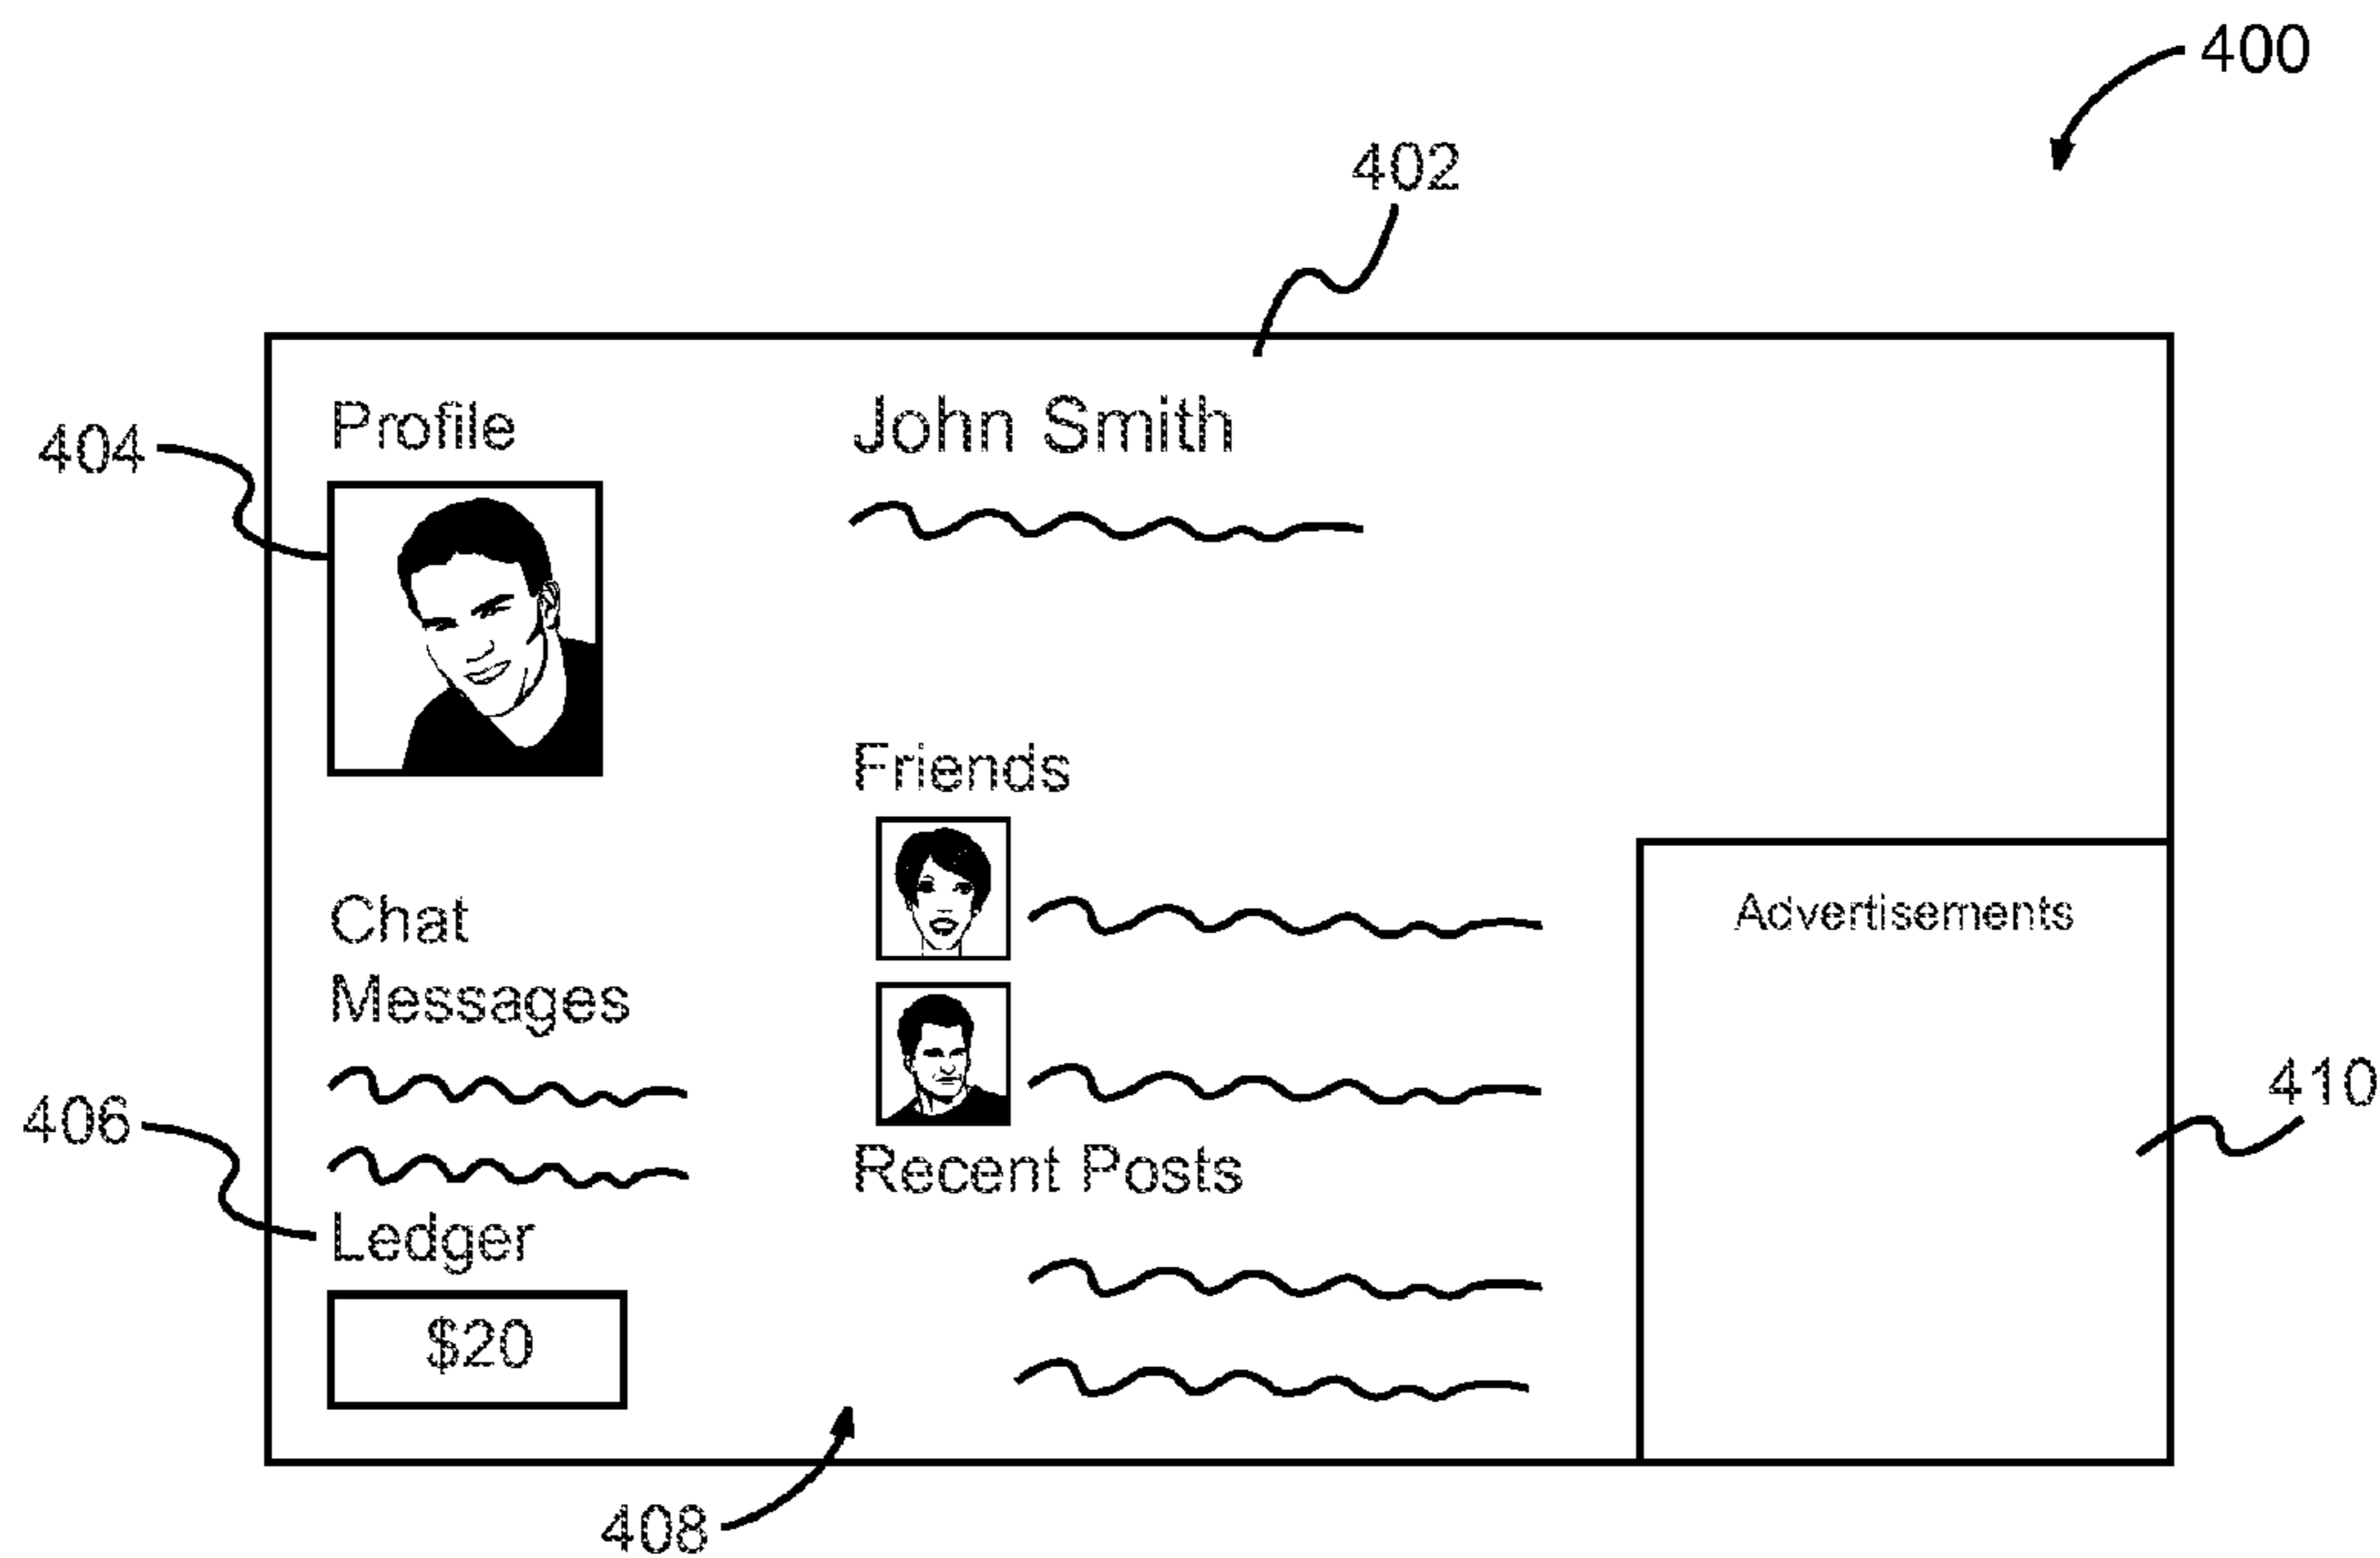 400
402
404
Profile
John Smith
Friends
Chat
Messages
Advertisements
410
406
Recent Posts
Ledger
$20
408